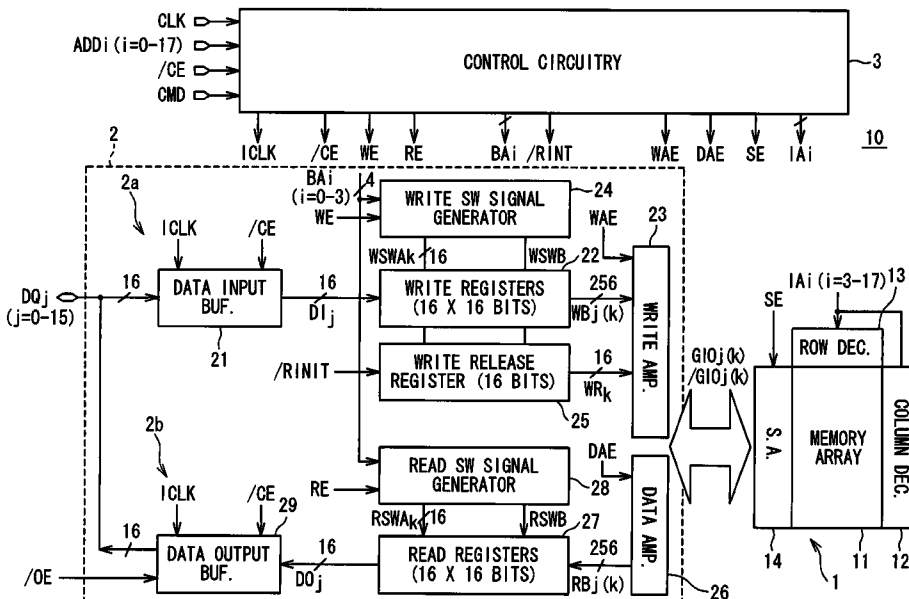 CLK
ADDi(i=0-17)
/CE
CMD
CONTROL CIRCUITRY
3
ICLK
/CE
WE
RE
BAi
/RINT
WAE
DAE
SE
IAi
10
2
2a
BAi
(i=0-3)
4
WE
WRITE SW SIGNAL
GENERATOR
24
WAE
23
ICLK
/CE
WSWAk
16
WSWB
22
DQj
(j=0-15)
16
DATA INPUT
BUF.
21
16
DIj
WRITE REGISTERS
(16 X 16 BITS)
256
WBj(k)
WRITE AMP.
/RINIT
WRITE RELEASE
REGISTER (16 BITS)
16
WRk
25
IAi(i=3-17)
13
SE
ROW DEC.
GIOj(k)
/GIOj(k)
S.A.
MEMORY
ARRAY
COLUMN DEC.
14
11
12
1
2b
READ SW SIGNAL
GENERATOR
28
RE
DAE
ICLK
/CE
29
RSWAk
16
RSWB
27
16
DATA OUTPUT
BUF.
/OE
16
DOj
READ REGISTERS
(16 X 16 BITS)
256
RBj(k)
DATA AMP.
26